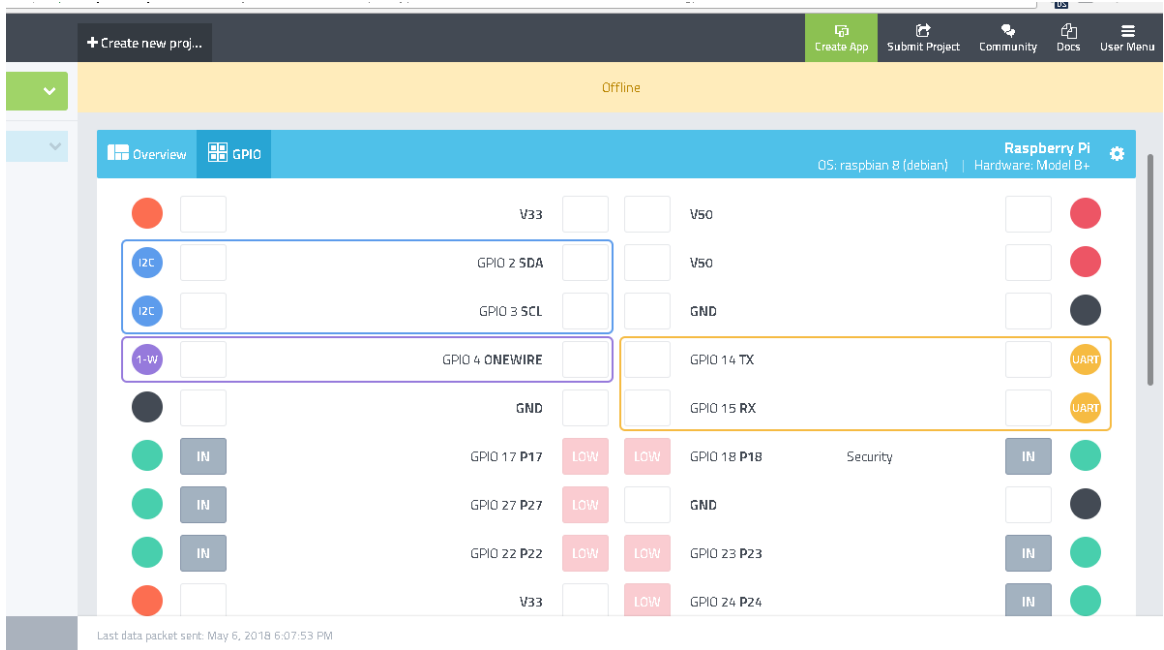 + Create new proj...
Create App Submit Project Community Docs User Menu
Offline
Overview GPIO
Raspberry Pi
OS: raspbian 8 (debian) | Hardware: Model B+
V33 V50
I2C GPIO 2 SDA V50
I2C GPIO 3 SCL GND
1-W GPIO 4 ONEWIRE GPIO 14 TX UART
GND GPIO 15 RX UART
IN GPIO 17 P17 LOW LOW GPIO 18 P18 Security IN
IN GPIO 27 P27 LOW GND
IN GPIO 22 P22 LOW LOW GPIO 23 P23 IN
V33 LOW GPIO 24 P24 IN
Last data packet sent: May 6, 2018 6:07:53 PM